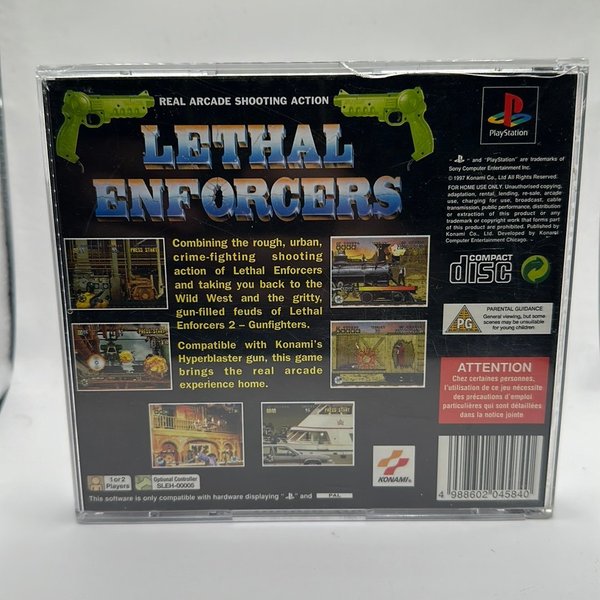 REAL ARCADE SHOOTING ACTION
LETHAL
ENFORCERS
PlayStation
Combining the rough, urban,
crime-fighting shooting
action of Lethal Enforcers
and taking you back to the
Wild West and the gritty,
gun-filled feuds of Lethal
Enforcers 2 – Gunfighters.
Compatible with Konami's
Hyperblaster gun, this game
brings the real arcade
experience home.
PRESS START
PRESS START
PRESS START
PRESS START
" and "PlayStation" are trademarks of
Sony Computer Entertainment Inc.
© 1997 Konami Co., Ltd All Rights Reserved.
FOR HOME USE ONLY. Unauthorised copying,
adaptation, rental, lending, re-sale, arcade
use, charging for use, broadcast, cable
transmission, public performance, distribution
or extraction of this product or any
trademark or copyright work that forms part
of this product are prohibited. Published by
Konami Co., Ltd. Developed by Konami
Computer Entertainment Chicago.
COMPACT
disc
PG
PARENTAL GUIDANCE
General viewing, but some
scenes may be unsuitable
for young children.
ATTENTION
Chez certaines personnes,
l'utilisation de ce jeu nécessite
des précautions d'emploi
particulières qui sont détaillées
dans la notice jointe
KONAMI
4 988602 045840
1 or 2
Players
Optional Controller
SLEH-00005
This software is only compatible with hardware displaying " " and PAL